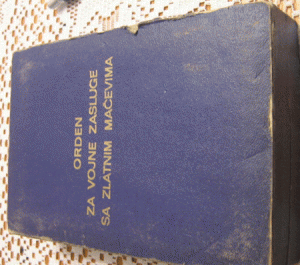 ORDEN
ZA VOJNE ZASLUGE
SA ZLATNIM MAČEVIMA